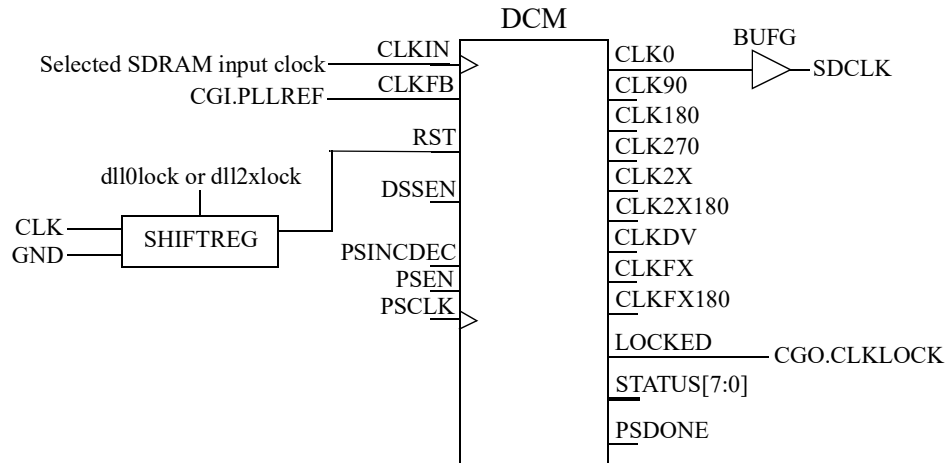 DCM
CLKIN
Selected SDRAM input clock
CLKFB
CGI.PLLREF
RST
dll0lock or dll2xlock
CLK
GND
SHIFTREG
DSSEN
PSINCDEC
PSEN
PSCLK
CLK0
BUFG
SDCLK
CLK90
CLK180
CLK270
CLK2X
CLK2X180
CLKDV
CLKFX
CLKFX180
LOCKED
CGO.CLKLOCK
STATUS[7:0]
PSDONE